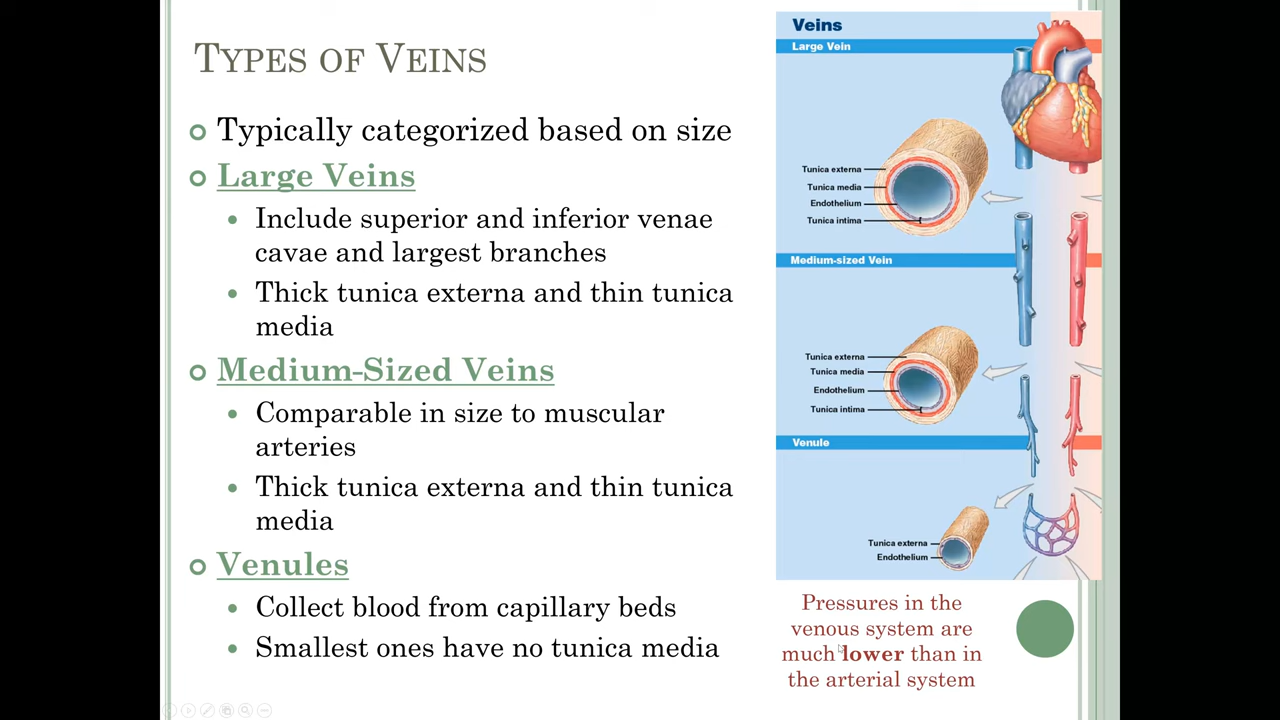 TYPES OF VEINS
Typically categorized based on size
Large Veins
Include superior and inferior venae
cavae and largest branches
Thick tunica externa and thin tunica
media
Medium-Sized Veins
Comparable in size to muscular
arteries
Thick tunica externa and thin tunica
media
Venules
Collect blood from capillary beds
Smallest ones have no tunica media
Veins
Large Vein
Tunica externa
Tunica media
Endothelium
Tunica intima
Medium-sized Vein
Tunica externa
Tunica media
Endothelium
Tunica intima
Venule
Tunica externa
Endothelium
Pressures in the
venous system are
much lower than in
the arterial system